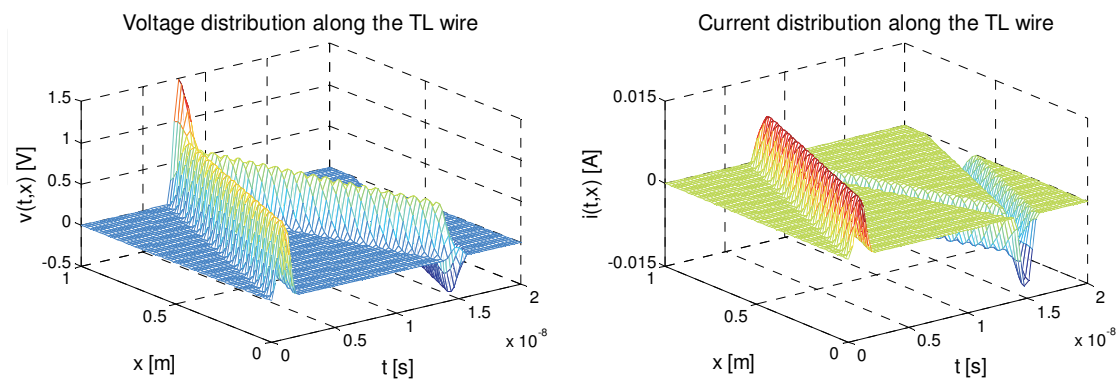 Voltage distribution along the TL wire
1.5
1
0.5
0
-0.5
v(t,x) [V]
1
0.5
0
x [m]
0
0.5
1
1.5
2
x 10^-8
t [s]
Current distribution along the TL wire
0.015
0
-0.015
i(t,x) [A]
1
0.5
0
x [m]
0
0.5
1
1.5
2
x 10^-8
t [s]